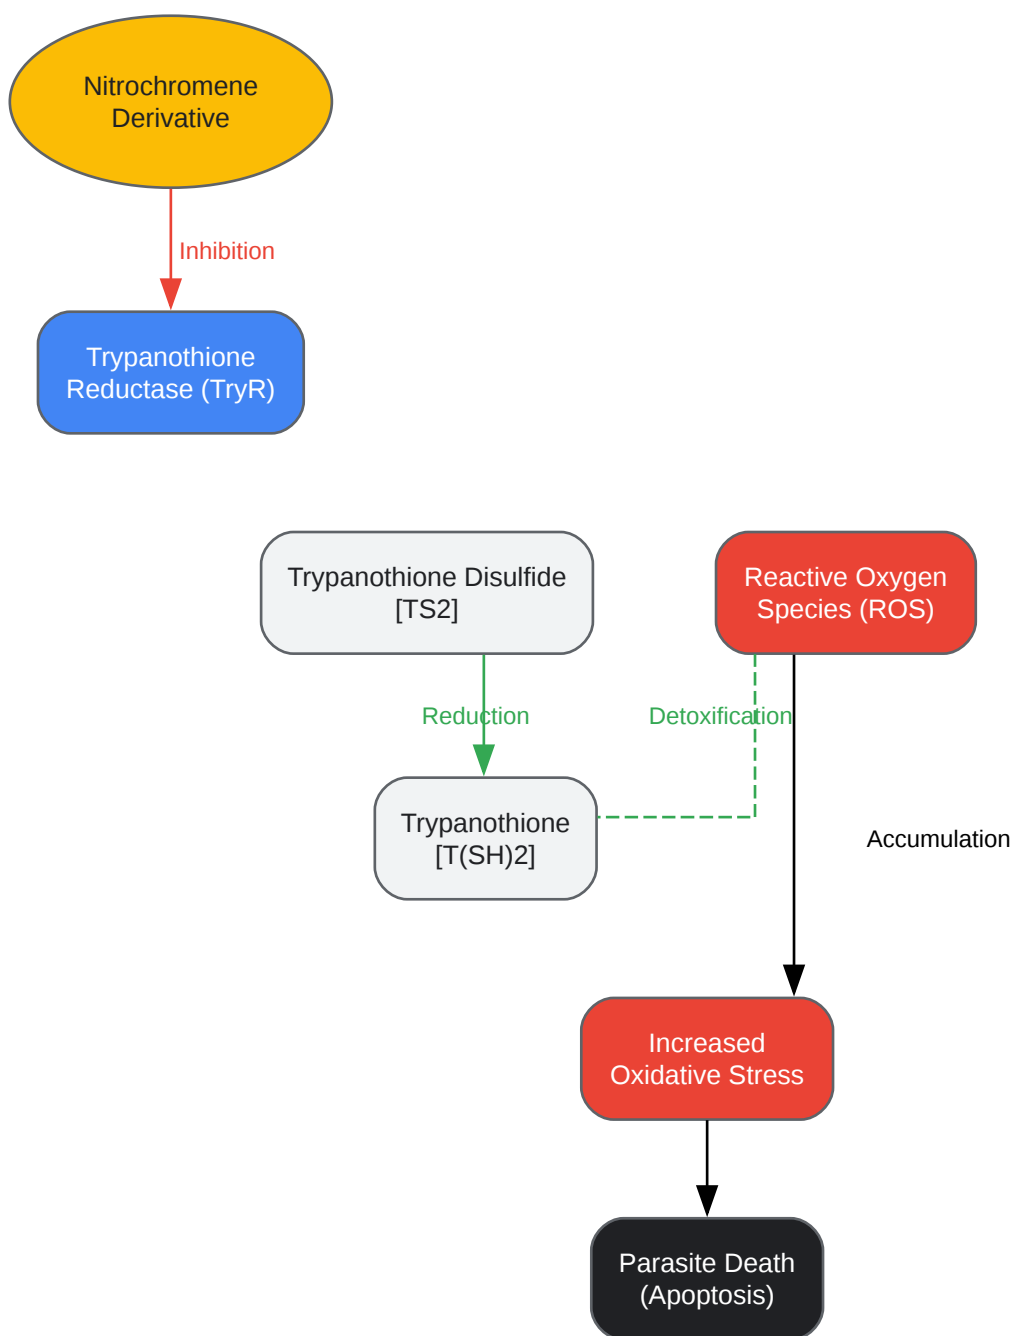 Nitrochromene
Derivative
Inhibition
Trypanothione
Reductase (TryR)
Trypanothione Disulfide
[TS2]
Reactive Oxygen
Species (ROS)
Reduction
Detoxification
Trypanothione
[T(SH)2]
Accumulation
Increased
Oxidative Stress
Parasite Death
(Apoptosis)